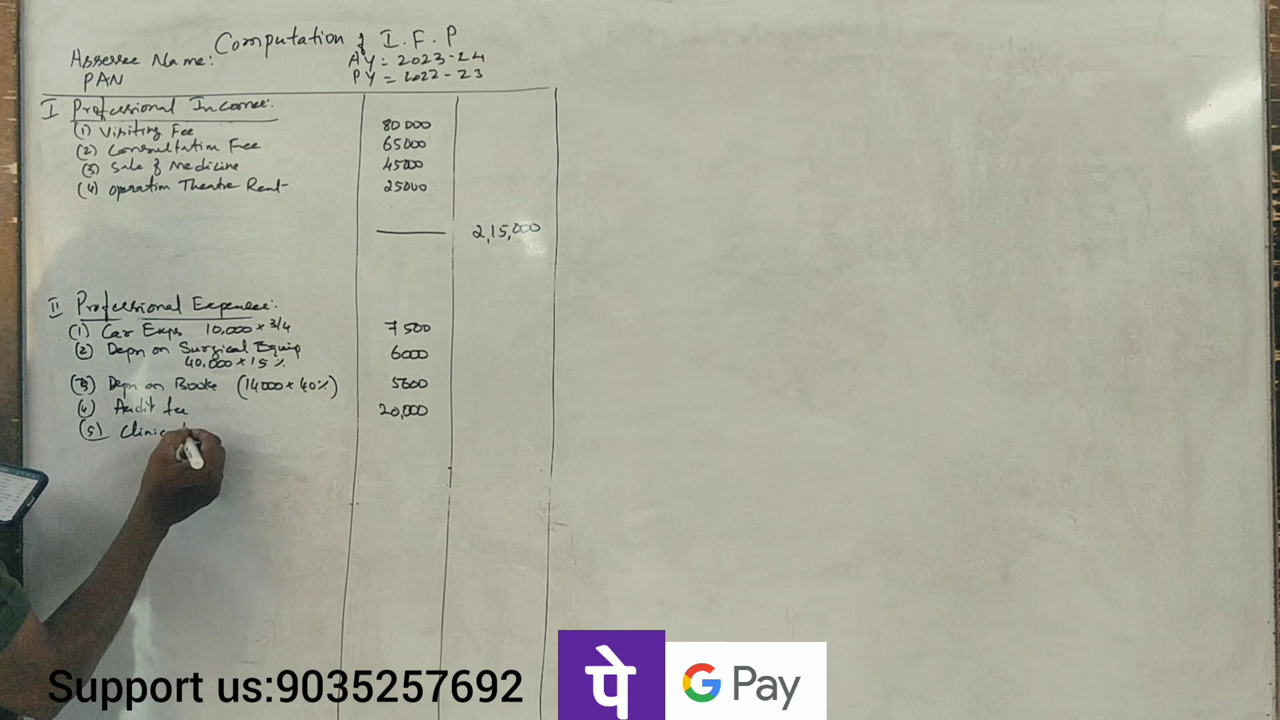 Computation of I.F.P
Assessee Name: AY = 2023-24
PAN PY = 2022-23
I Professional Income:
(1) Visiting Fee 80000
(2) Consultation Fee 65000
(3) Sale of Medicine 45000
(4) Operation Theatre Rent 25000
2,15,000
II Professional Expenses:
(1) Car Exps 10,000 × 3/4 7500
(2) Depn on Surgical Equip 6000
40,000 × 15%
(3) Depn on Books (14000 × 40%) 5600
(4) Audit fee 20,000
(5) Clinic
Support us:9035257692
पे
G Pay